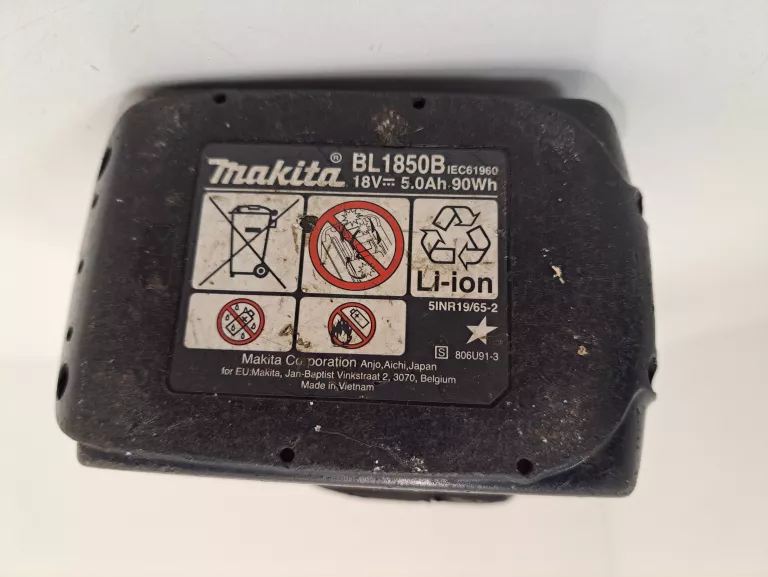 makita® BL1850B IEC61960
18V⎓ 5.0Ah 90Wh
Li-ion
5INR19/65-2
S 806U91-3
Makita Corporation Anjo,Aichi,Japan
for EU:Makita, Jan-Baptist Vinkstraat 2, 3070, Belgium
Made in Vietnam